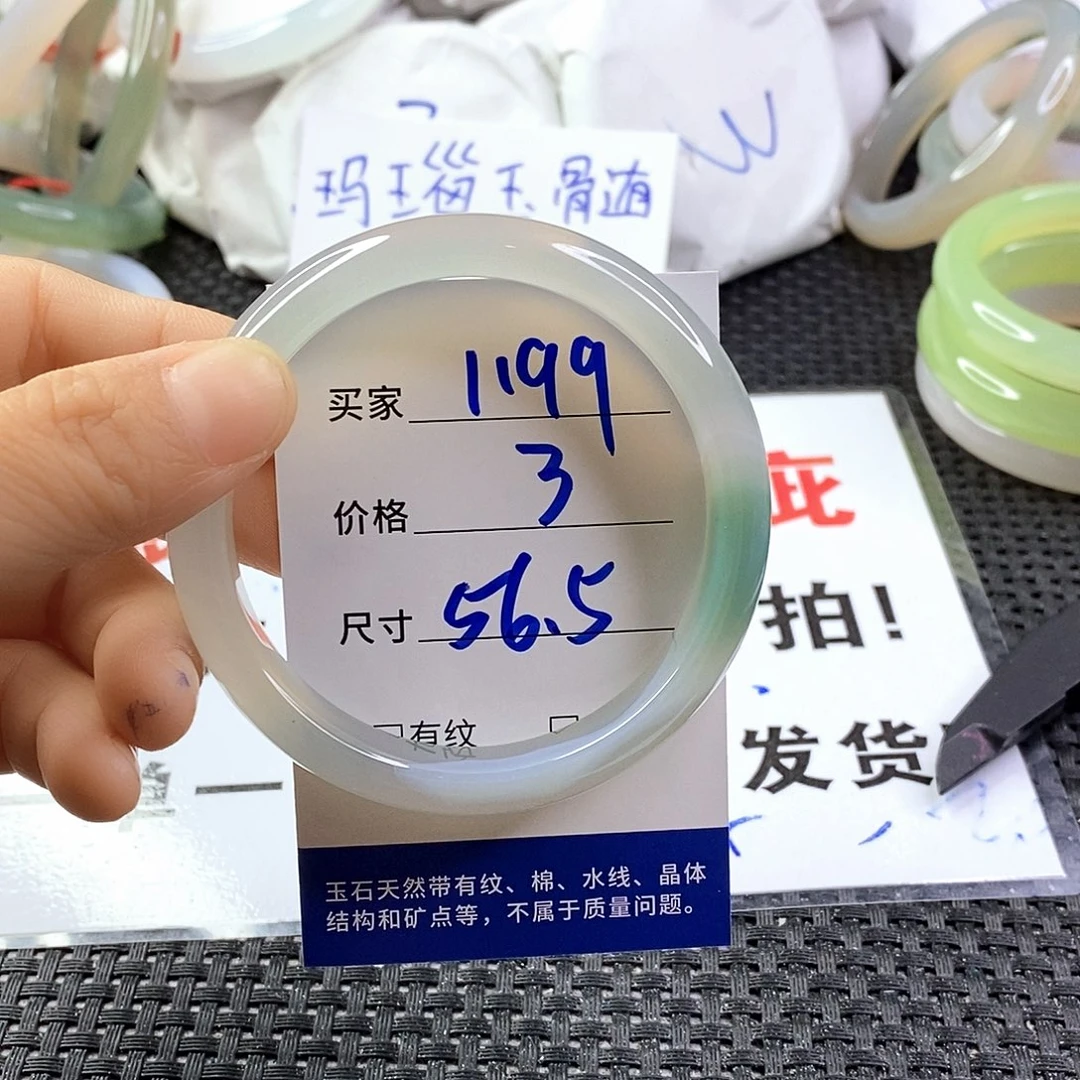 玛瑙玉骨髓
买家 1199
价格 3
尺寸 56.5
有纹
玉石天然带有纹、棉、水线、晶体
结构和矿点等，不属于质量问题。
疵
拍！
发货